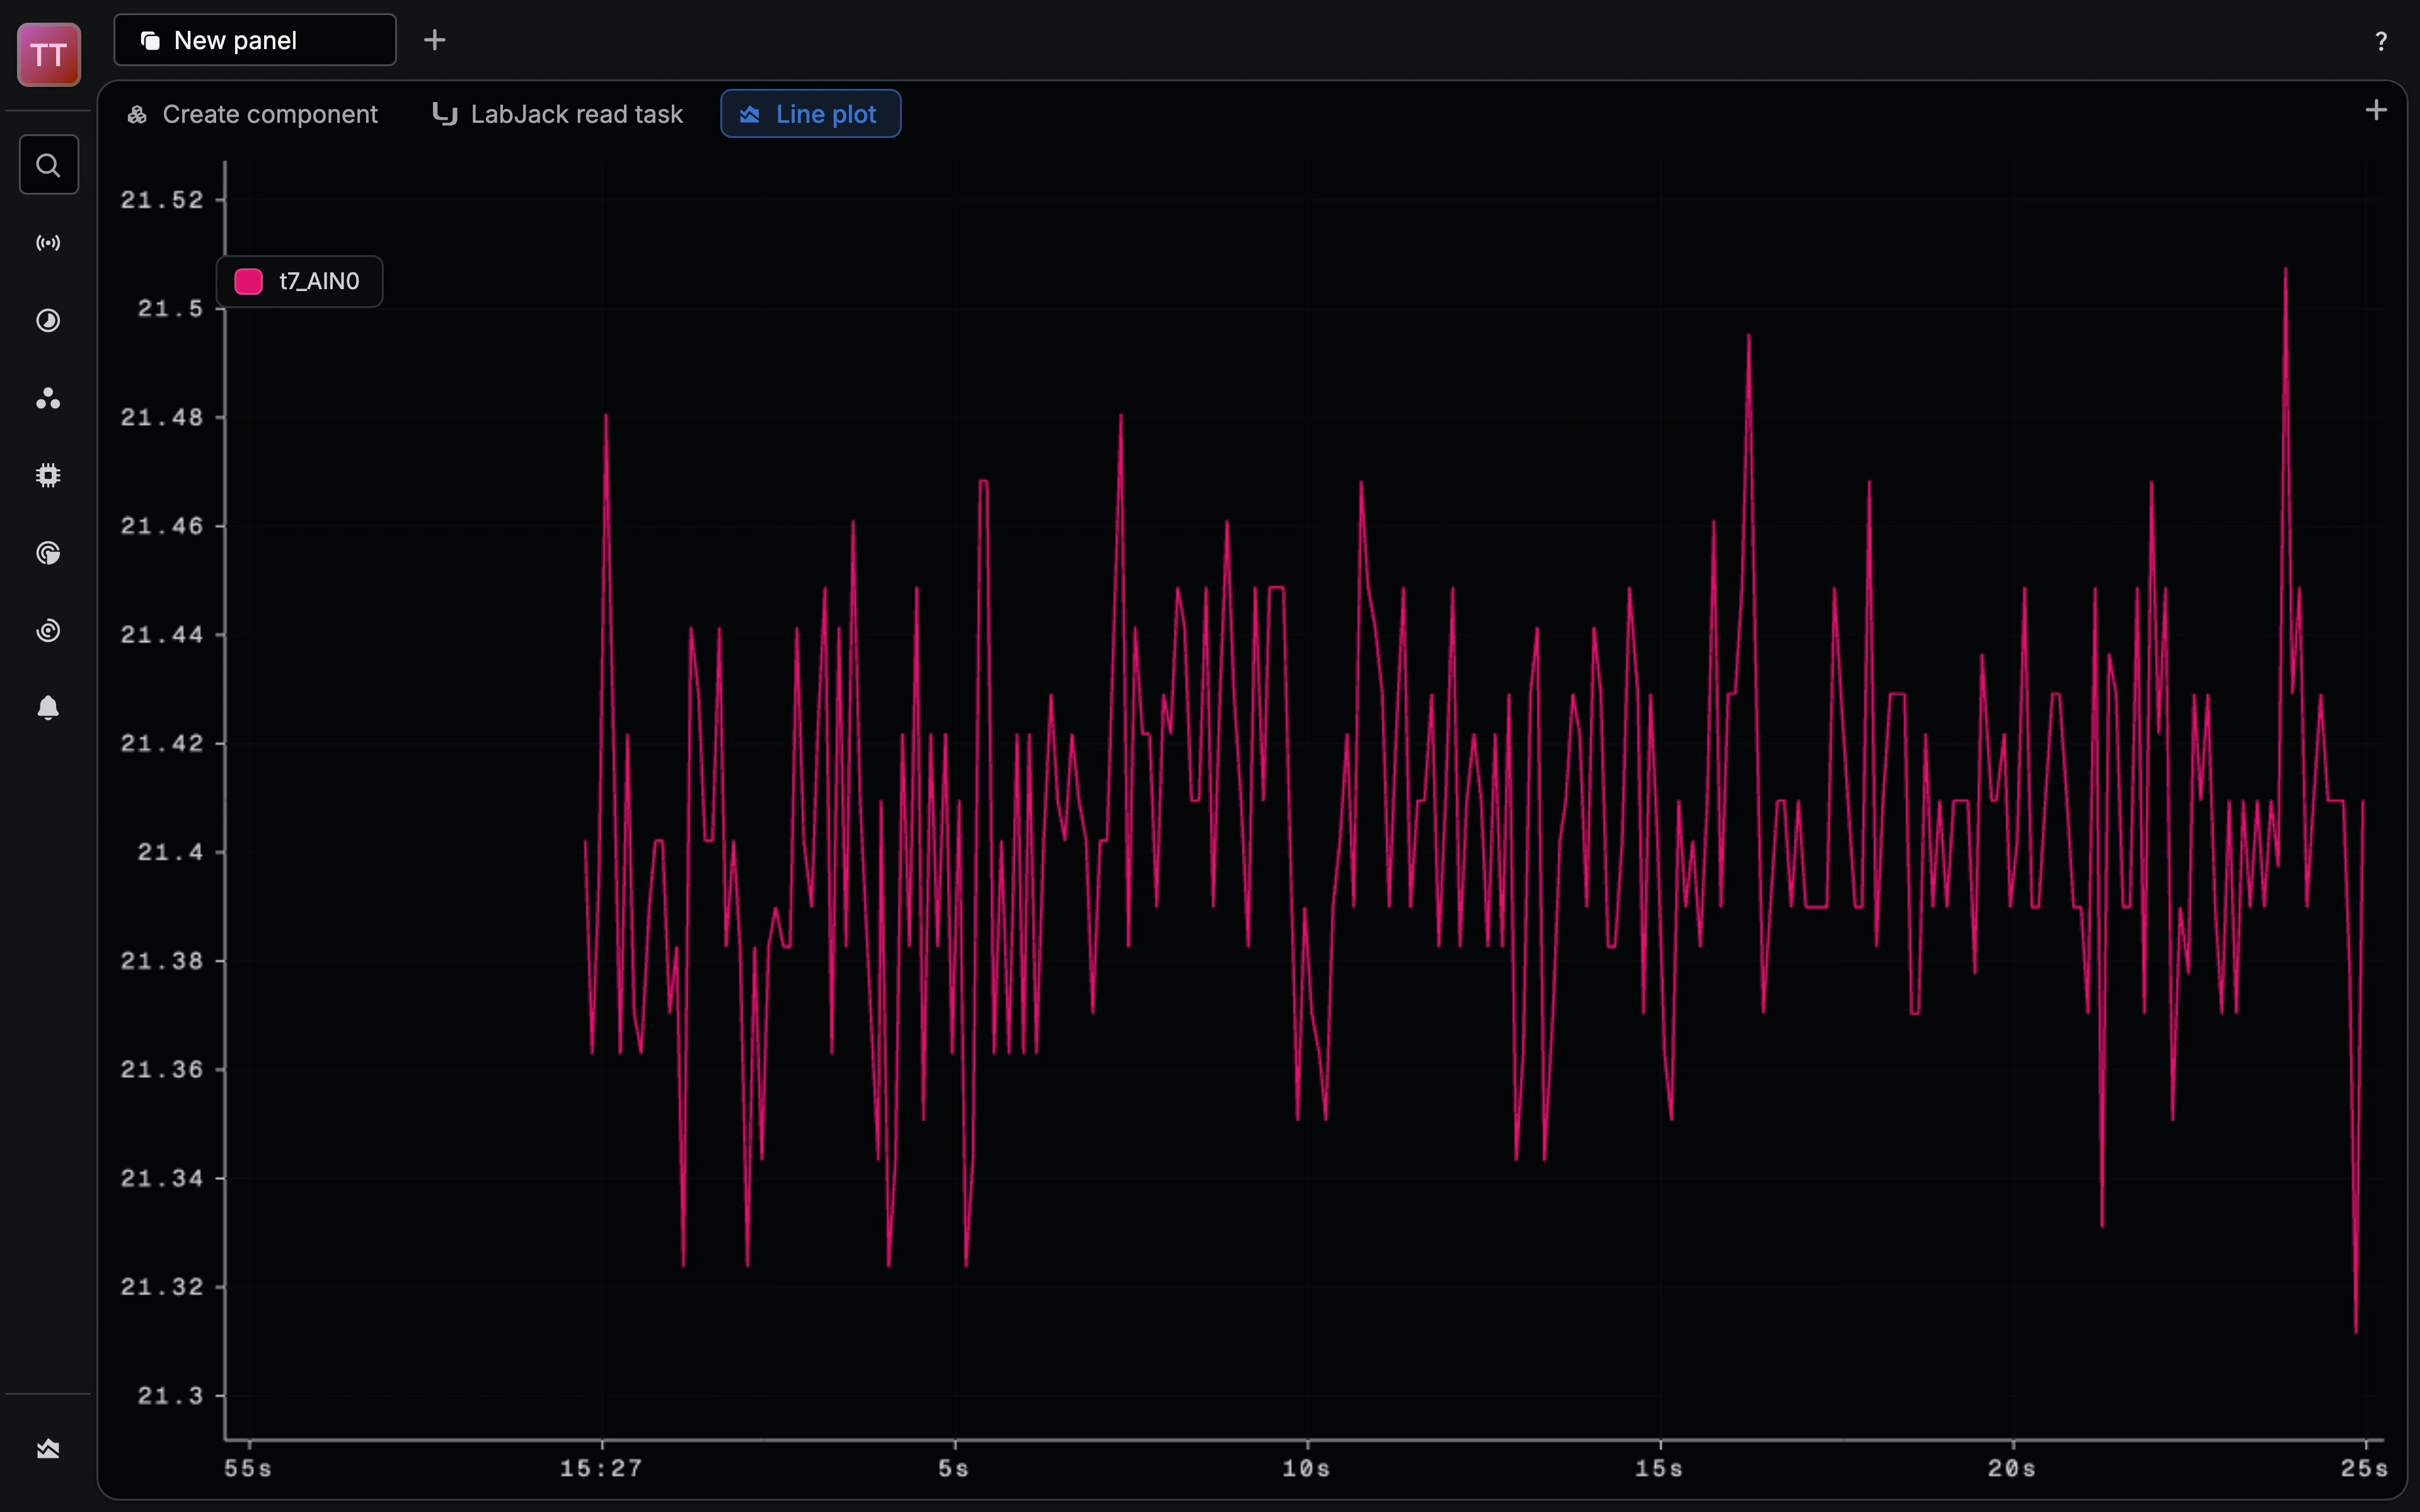 TT
New panel
?
Create component
LabJack read task
Line plot
21.52
t7_AIN0
21.5
21.48
21.46
21.44
21.42
21.4
21.38
21.36
21.34
21.32
21.3
55s 15:27 5s 10s 15s 20s 25s